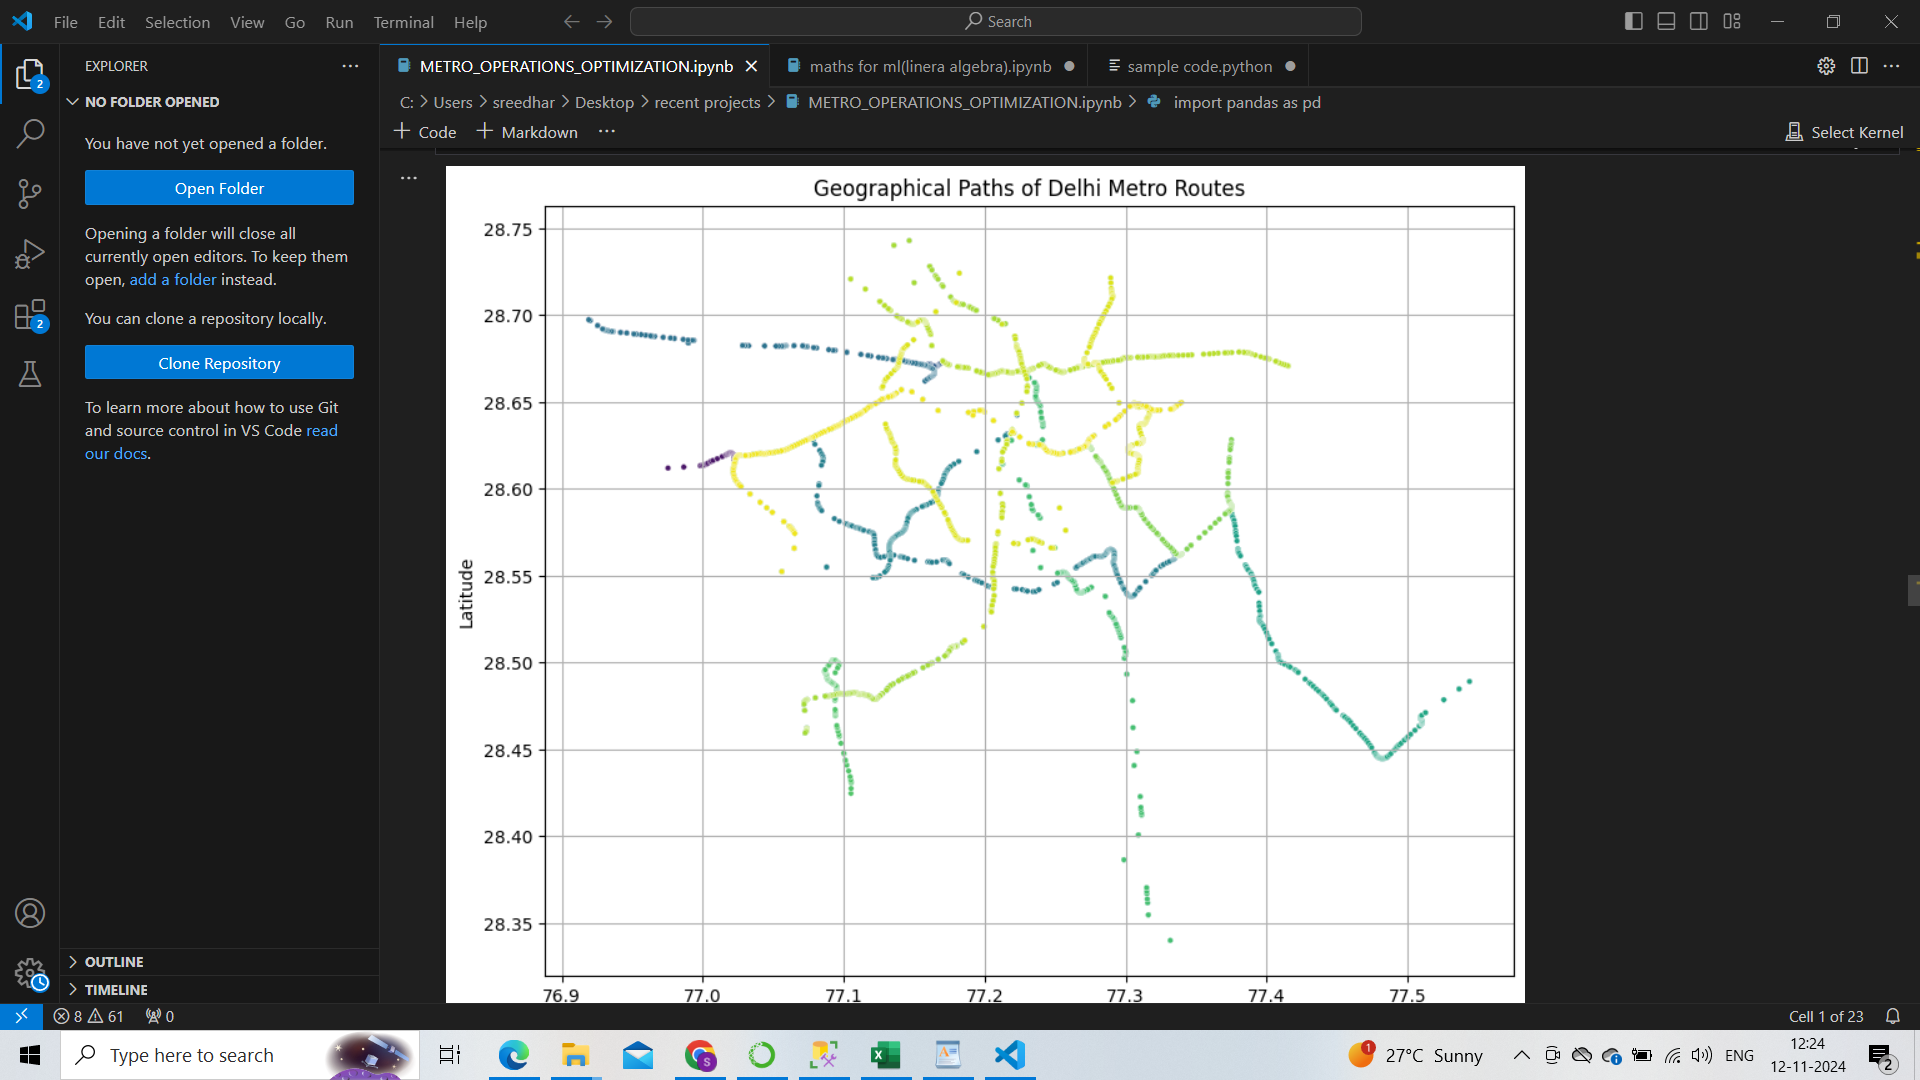 File Edit Selection View Go Run Terminal Help
Search
EXPLORER
NO FOLDER OPENED
You have not yet opened a folder.
Open Folder
Opening a folder will close all
currently open editors. To keep them
open, add a folder instead.
You can clone a repository locally.
Clone Repository
To learn more about how to use Git
and source control in VS Code read
our docs.
OUTLINE
TIMELINE
METRO_OPERATIONS_OPTIMIZATION.ipynb
maths for ml(linera algebra).ipynb
sample code.python
C: > Users > sreedhar > Desktop > recent projects > METRO_OPERATIONS_OPTIMIZATION.ipynb > import pandas as pd
+ Code + Markdown ...
Select Kernel
Geographical Paths of Delhi Metro Routes
Latitude
28.75
28.70
28.65
28.60
28.55
28.50
28.45
28.40
28.35
76.9 77.0 77.1 77.2 77.3 77.4 77.5
2
2
8 61 0
Cell 1 of 23
Type here to search
S
1
27°C Sunny
ENG
12:24
12-11-2024
2